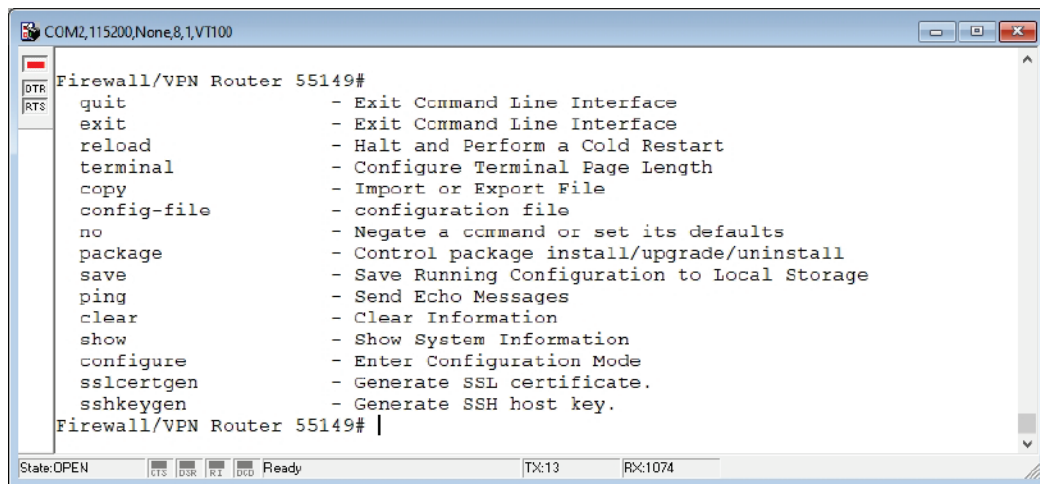 COM2,115200,None,8,1,VT100
DTR
RTS
Firewall/VPN Router 55149#
quit - Exit Command Line Interface
exit - Exit Command Line Interface
reload - Halt and Perform a Cold Restart
terminal - Configure Terminal Page Length
copy - Import or Export File
config-file - configuration file
no - Negate a command or set its defaults
package - Control package install/upgrade/uninstall
save - Save Running Configuration to Local Storage
ping - Send Echo Messages
clear - Clear Information
show - Show System Information
configure - Enter Configuration Mode
sslcertgen - Generate SSL certificate.
sshkeygen - Generate SSH host key.
Firewall/VPN Router 55149#
State:OPEN CTS DSR RI DCD Ready TX:13 RX:1074